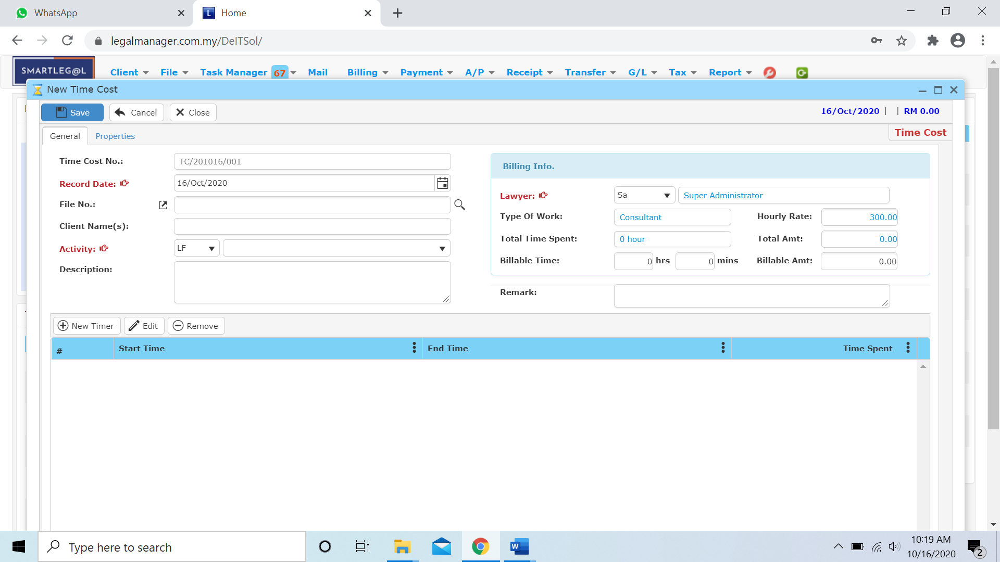 WhatsApp
Home
legalmanager.com.my/DeITSol/
SMARTLEG@L
Client File Task Manager 67 Mail Billing Payment A/P Receipt Transfer G/L Tax Report
New Time Cost
Save Cancel Close 16/Oct/2020 | | RM 0.00
General Properties Time Cost
Time Cost No.: TC/201016/001
Record Date: 16/Oct/2020
File No.:
Client Name(s):
Activity: LF
Description:
Billing Info.
Lawyer: Sa Super Administrator
Type Of Work: Consultant Hourly Rate: 300.00
Total Time Spent: 0 hour Total Amt: 0.00
Billable Time: 0 hrs 0 mins Billable Amt: 0.00
Remark:
New Timer Edit Remove
# Start Time End Time Time Spent
Type here to search
10:19 AM
10/16/2020
2